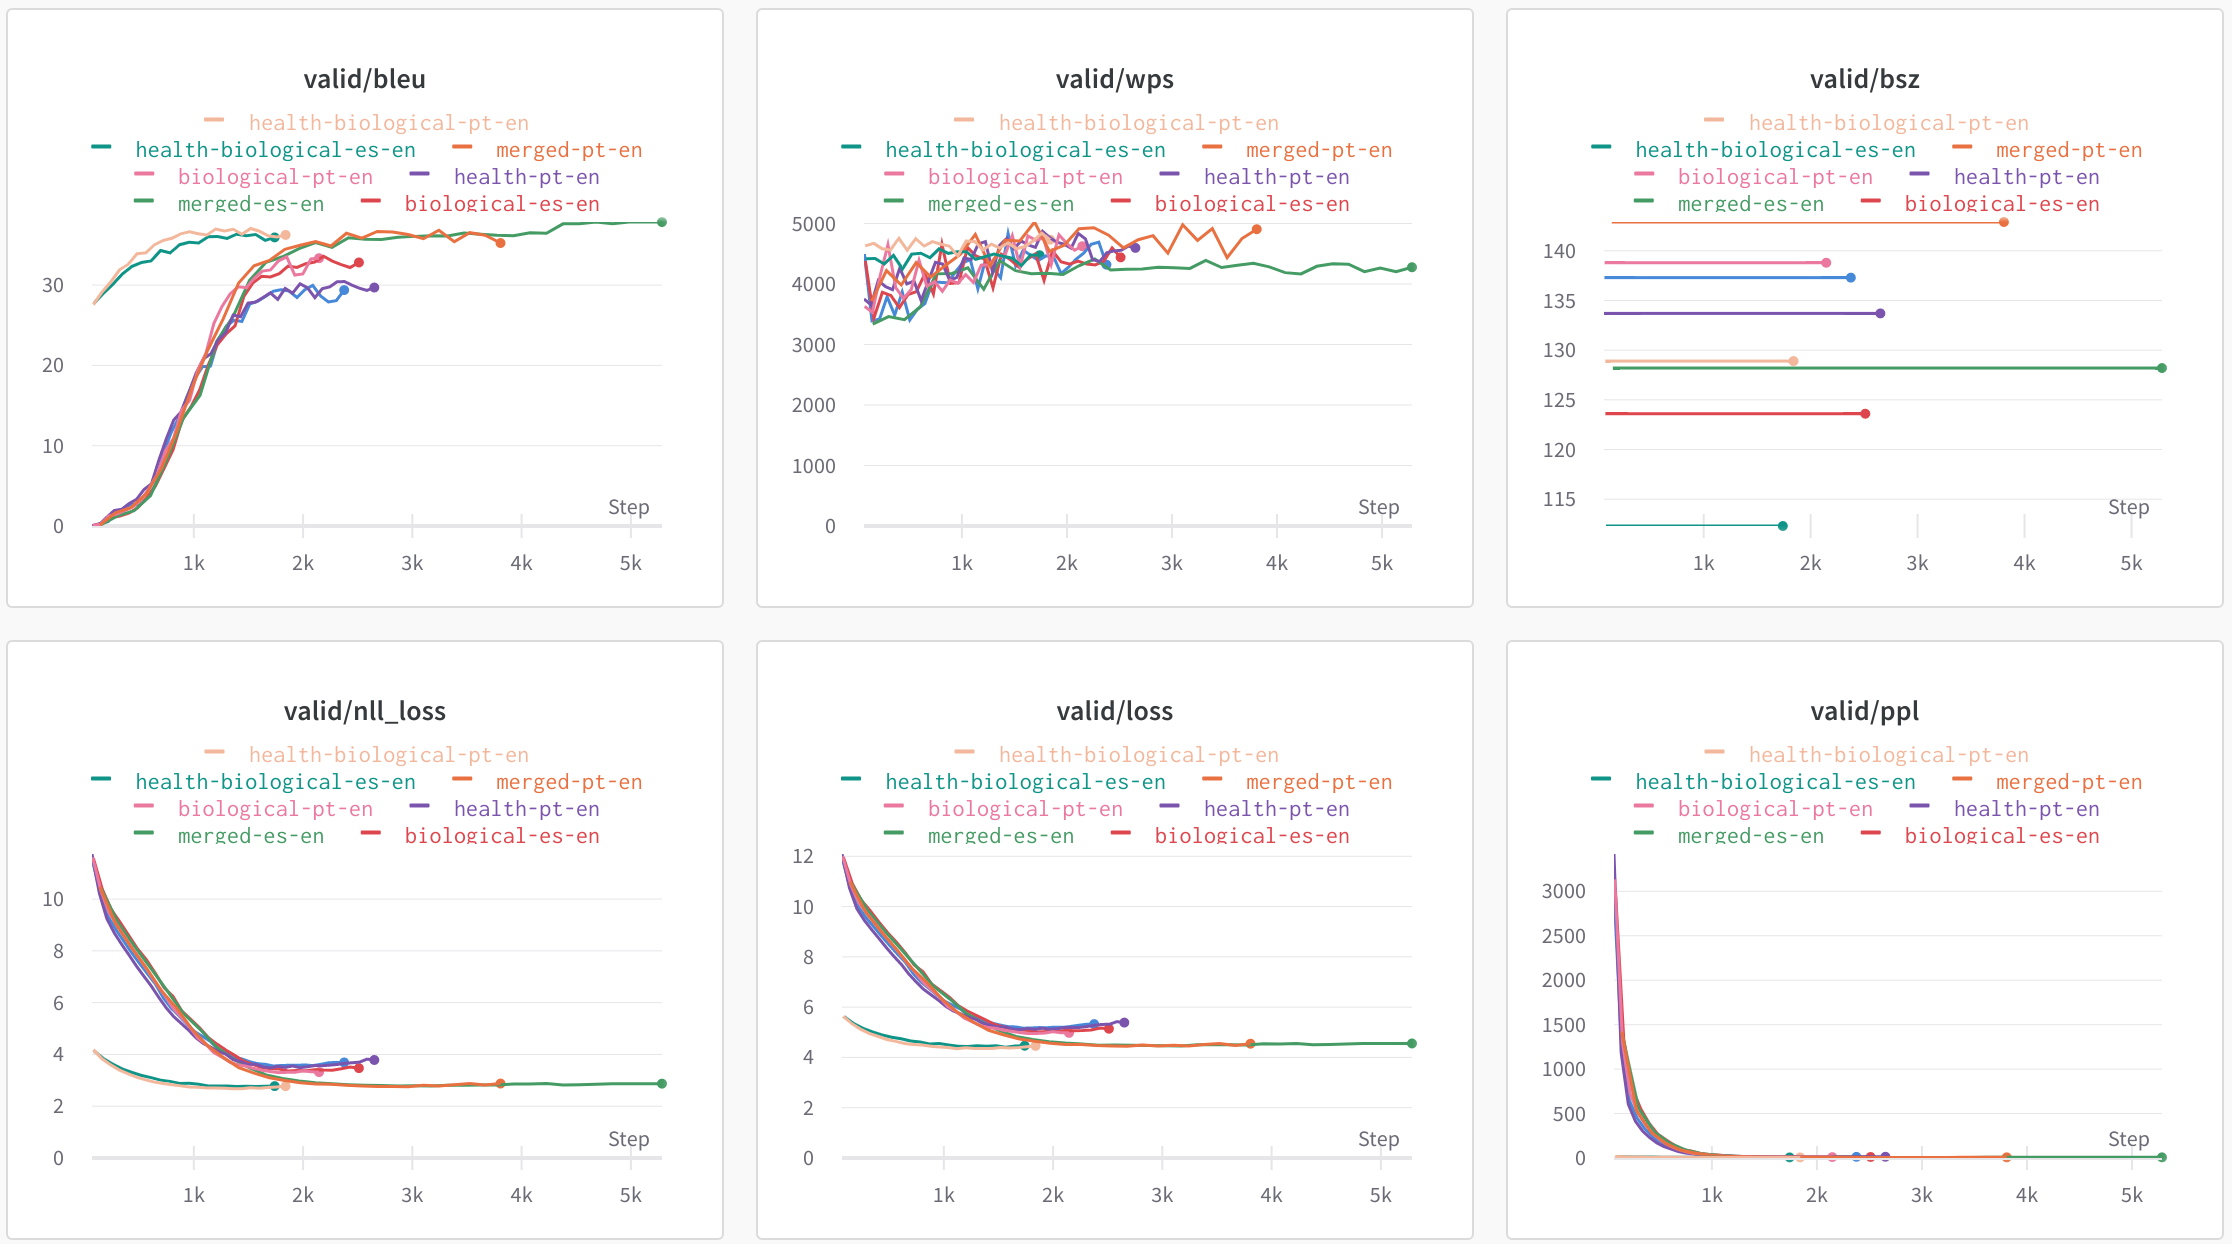 valid/bleu
health-biological-pt-en
health-biological-es-en merged-pt-en
biological-pt-en health-pt-en
merged-es-en biological-es-en
30
20
10
0
Step
1k 2k 3k 4k 5k
valid/wps
health-biological-pt-en
health-biological-es-en merged-pt-en
biological-pt-en health-pt-en
merged-es-en biological-es-en
5000
4000
3000
2000
1000
0
Step
1k 2k 3k 4k 5k
valid/bsz
health-biological-pt-en
health-biological-es-en merged-pt-en
biological-pt-en health-pt-en
merged-es-en biological-es-en
140
135
130
125
120
115
Step
1k 2k 3k 4k 5k
valid/nll_loss
health-biological-pt-en
health-biological-es-en merged-pt-en
biological-pt-en health-pt-en
merged-es-en biological-es-en
10
8
6
4
2
0
Step
1k 2k 3k 4k 5k
valid/loss
health-biological-pt-en
health-biological-es-en merged-pt-en
biological-pt-en health-pt-en
merged-es-en biological-es-en
12
10
8
6
4
2
0
Step
1k 2k 3k 4k 5k
valid/ppl
health-biological-pt-en
health-biological-es-en merged-pt-en
biological-pt-en health-pt-en
merged-es-en biological-es-en
3000
2500
2000
1500
1000
500
0
Step
1k 2k 3k 4k 5k